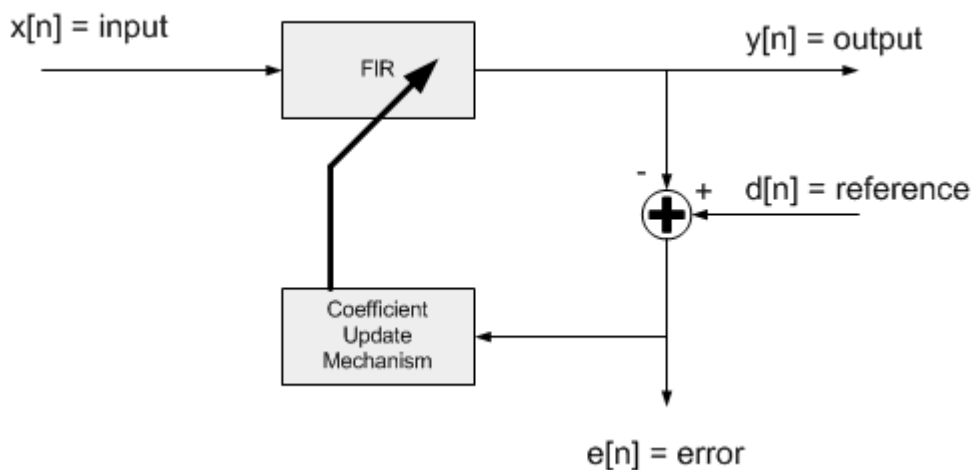 x[n] = input
y[n] = output
FIR
-
+
d[n] = reference
Coefficient
Update
Mechanism
e[n] = error